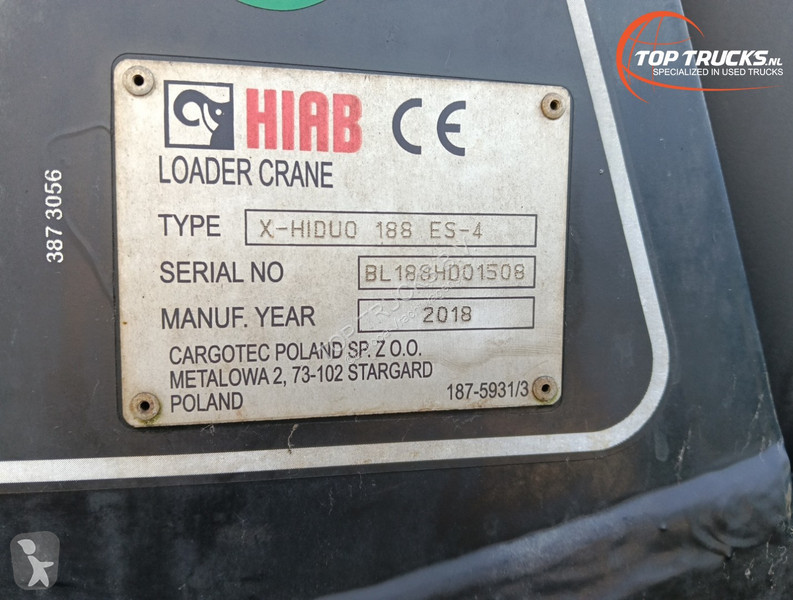 TOP TRUCKS.NL
SPECIALIZED IN USED TRUCKS
HIAB CE
LOADER CRANE
TYPE X-HIDUO 188 ES-4
SERIAL NO BL188HD01508
MANUF. YEAR 2018
CARGOTEC POLAND SP. Z O.O.
METALOWA 2, 73-102 STARGARD
POLAND 187-5931/3
387 3056